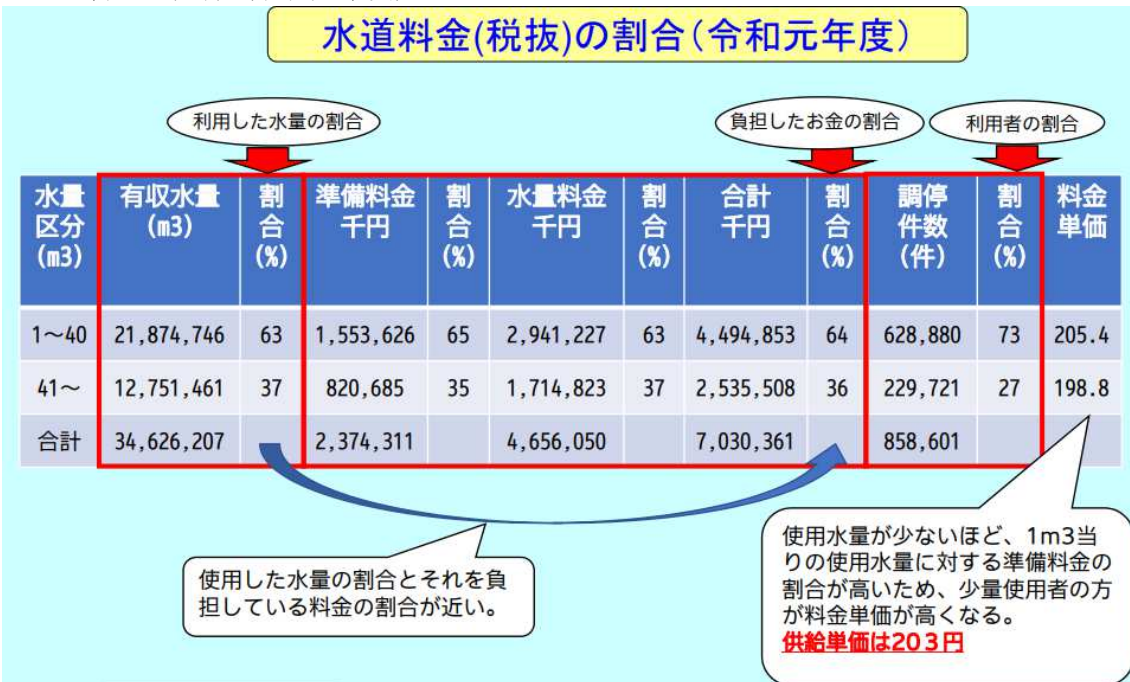 水道料金(税抜)の割合(令和元年度)
利用した水量の割合
負担したお金の割合
利用者の割合
水量区分(m3) 有収水量(m3) 割合(%) 準備料金千円 割合(%) 水量料金千円 割合(%) 合計千円 割合(%) 調停件数(件) 割合(%) 料金単価
1～40 21,874,746 63 1,553,626 65 2,941,227 63 4,494,853 64 628,880 73 205.4
41～ 12,751,461 37 820,685 35 1,714,823 37 2,535,508 36 229,721 27 198.8
合計 34,626,207 2,374,311 4,656,050 7,030,361 858,601
使用した水量の割合とそれを負
担している料金の割合が近い。
使用水量が少ないほど、1m3当
りの使用水量に対する準備料金の
割合が高いため、少量使用者の方
が料金単価が高くなる。
供給単価は203円